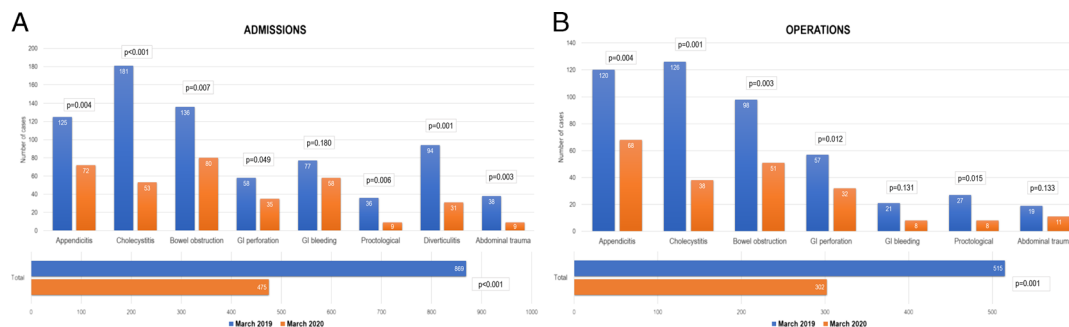 A
ADMISSIONS
200
180
160
140
120
100
80
60
40
20
0
Number of cases
p=0.004
p<0.001
p=0.007
p=0.049
p=0.180
p=0.006
p=0.001
p=0.003
125
72
181
53
136
80
58
35
77
58
36
9
94
31
38
9
Appendicitis
Cholecystitis
Bowel obstruction
GI perforation
GI bleeding
Proctological
Diverticulitis
Abdominal trauma
Total
869
475
p<0.001
0
100
200
300
400
500
600
700
800
900
1000
March 2019
March 2020
B
OPERATIONS
140
120
100
80
60
40
20
0
Number of cases
p=0.004
p=0.001
p=0.003
p=0.012
p=0.131
p=0.015
p=0.133
120
68
126
38
98
51
57
32
21
8
27
8
19
11
Appendicitis
Cholecystitis
Bowel obstruction
GI perforation
GI bleeding
Proctological
Abdominal trauma
Total
515
302
p=0.001
0
100
200
300
400
500
March 2019
March 2020